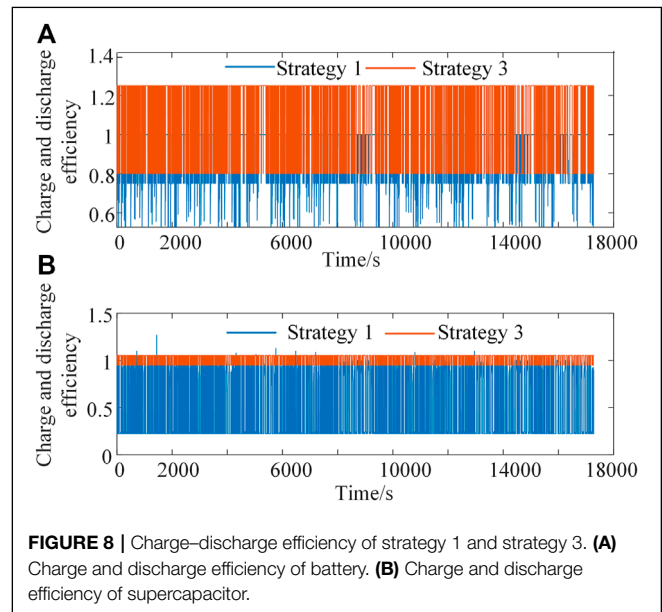 A
1.4
1.2
1
0.8
0.6
Charge and discharge
efficiency
Strategy 1
Strategy 3
0 2000 6000 10000 14000 18000
Time/s
B
1.5
1
0.5
0
Charge and discharge
efficiency
Strategy 1
Strategy 3
0 2000 6000 10000 14000 18000
Time/s
FIGURE 8 | Charge–discharge efficiency of strategy 1 and strategy 3. (A)
Charge and discharge efficiency of battery. (B) Charge and discharge
efficiency of supercapacitor.